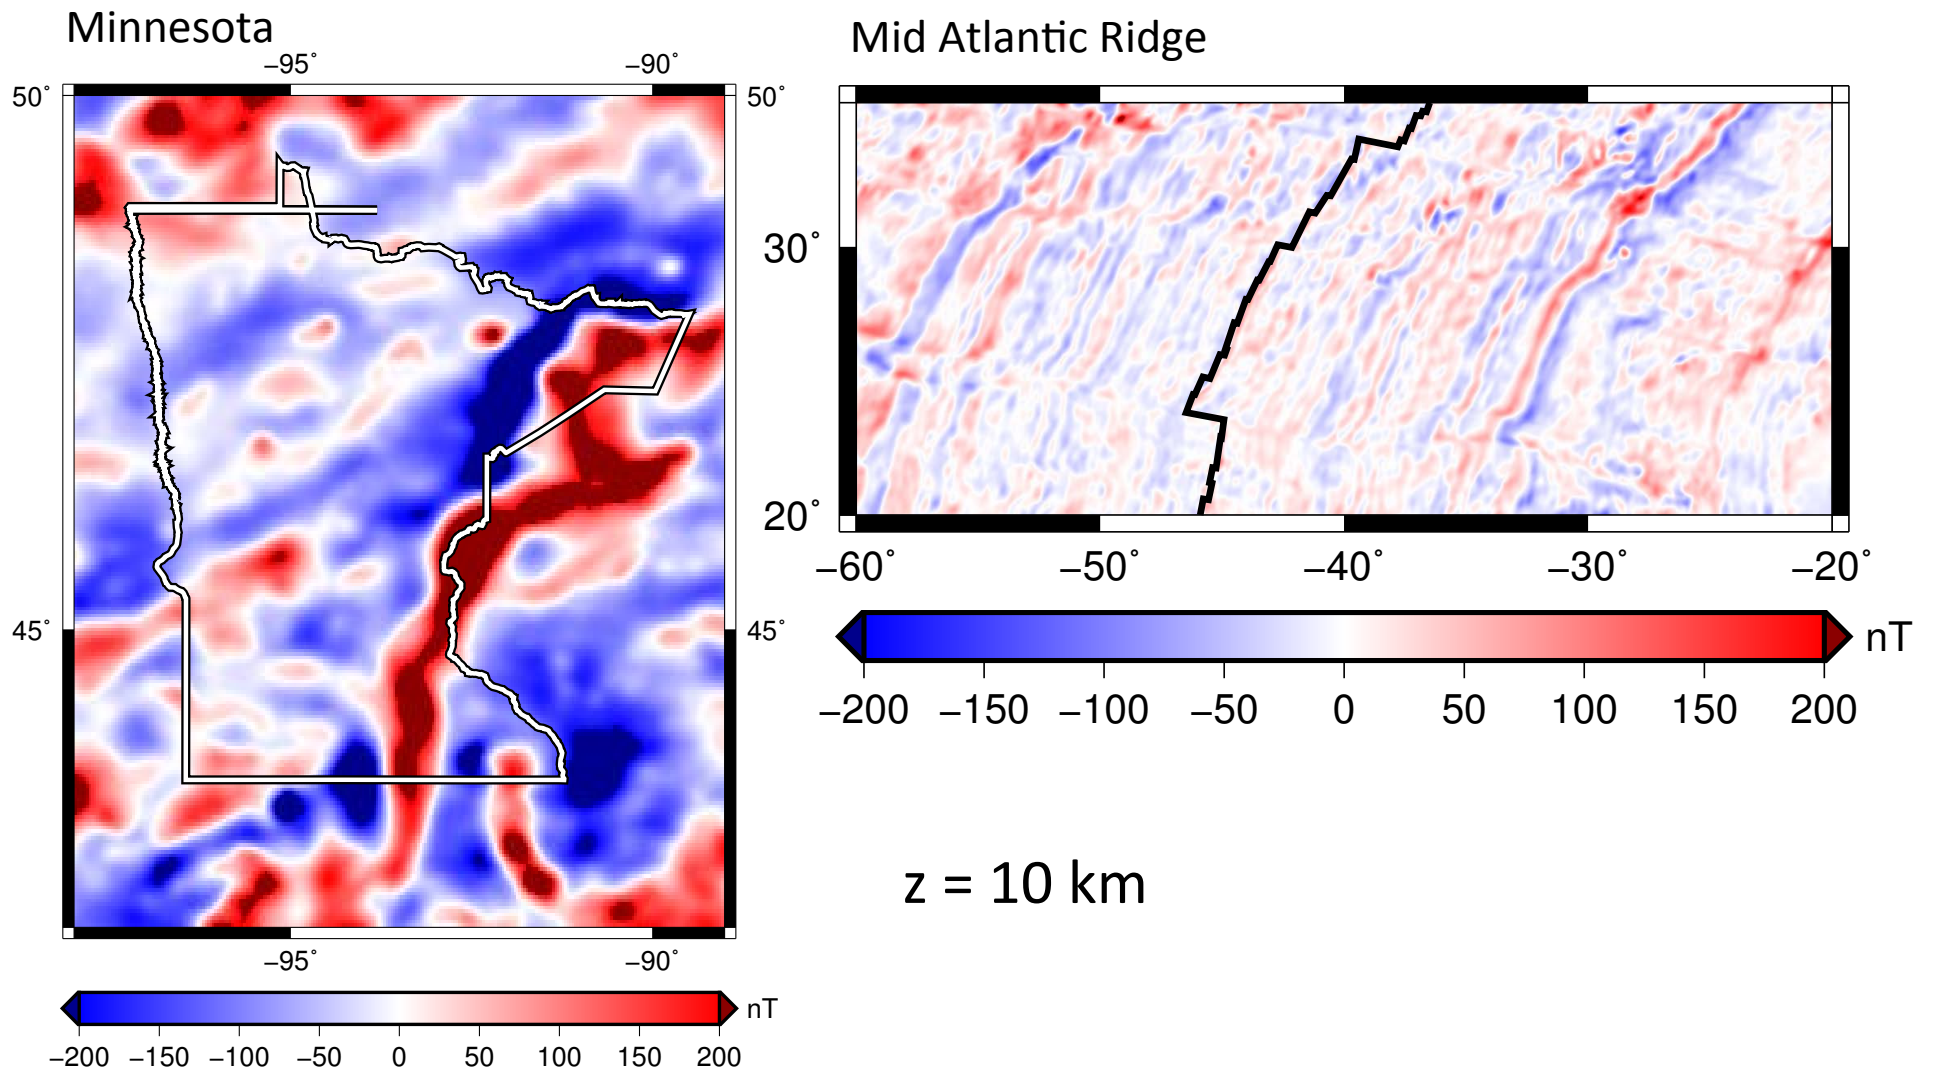 Minnesota
−95° −90°
50° 50°
45° 45°
−95° −90°
nT
−200 −150 −100 −50 0 50 100 150 200
Mid Atlantic Ridge
30°
20°
−60° −50° −40° −30° −20°
nT
−200 −150 −100 −50 0 50 100 150 200
z = 10 km